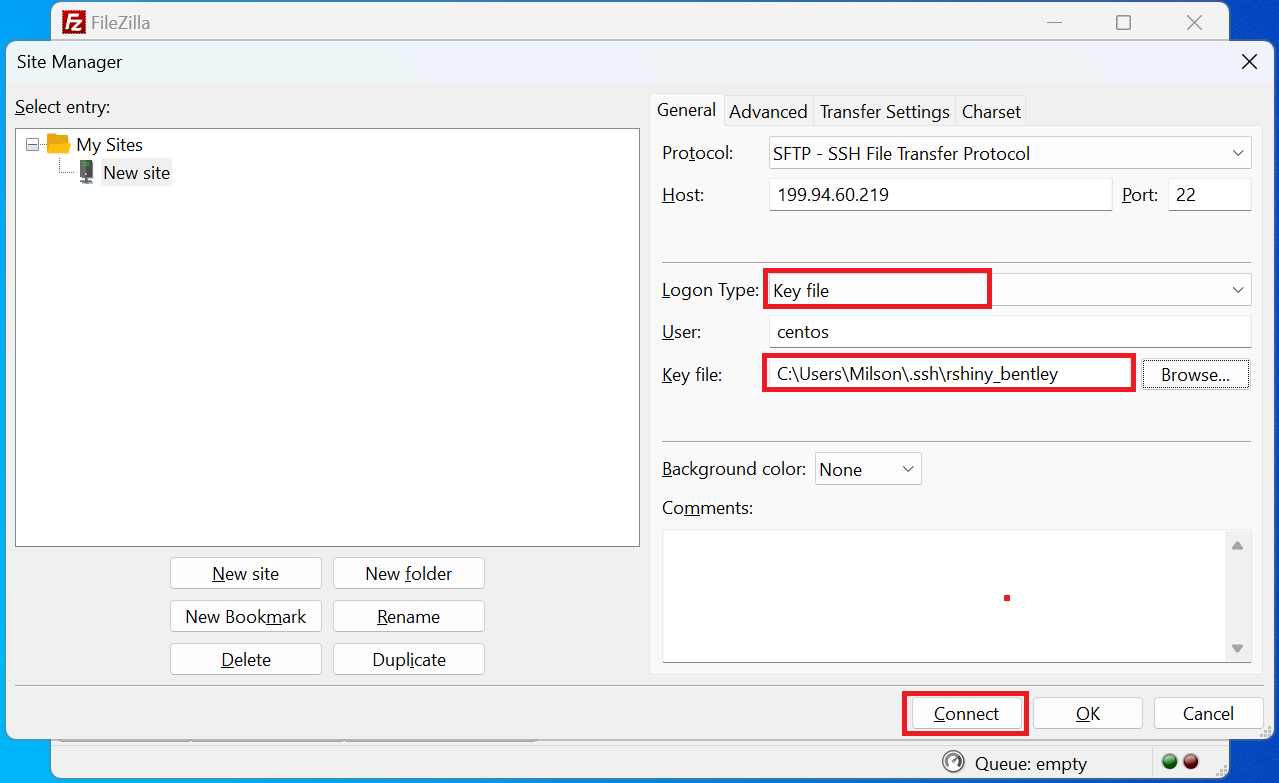 FileZilla
Site Manager
Select entry:
My Sites
New site
New site New folder
New Bookmark Rename
Delete Duplicate
General Advanced Transfer Settings Charset
Protocol: SFTP - SSH File Transfer Protocol
Host: 199.94.60.219 Port: 22
Logon Type: Key file
User: centos
Key file: C:\Users\Milson\.ssh\rshiny_bentley Browse...
Background color: None
Comments:
Connect OK Cancel
Queue: empty